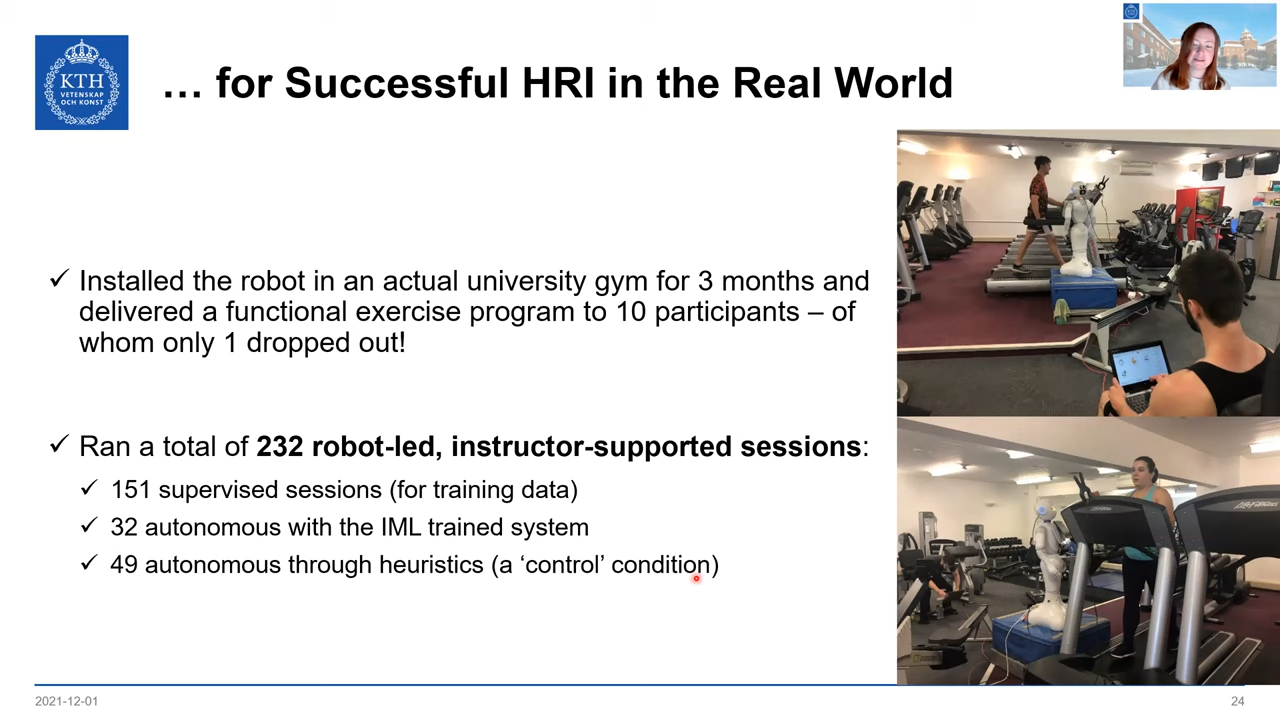 KTH
VETENSKAP
OCH KONST
… for Successful HRI in the Real World
✓ Installed the robot in an actual university gym for 3 months and
delivered a functional exercise program to 10 participants – of
whom only 1 dropped out!
✓ Ran a total of 232 robot-led, instructor-supported sessions:
✓ 151 supervised sessions (for training data)
✓ 32 autonomous with the IML trained system
✓ 49 autonomous through heuristics (a ‘control’ condition)
2021-12-01
24